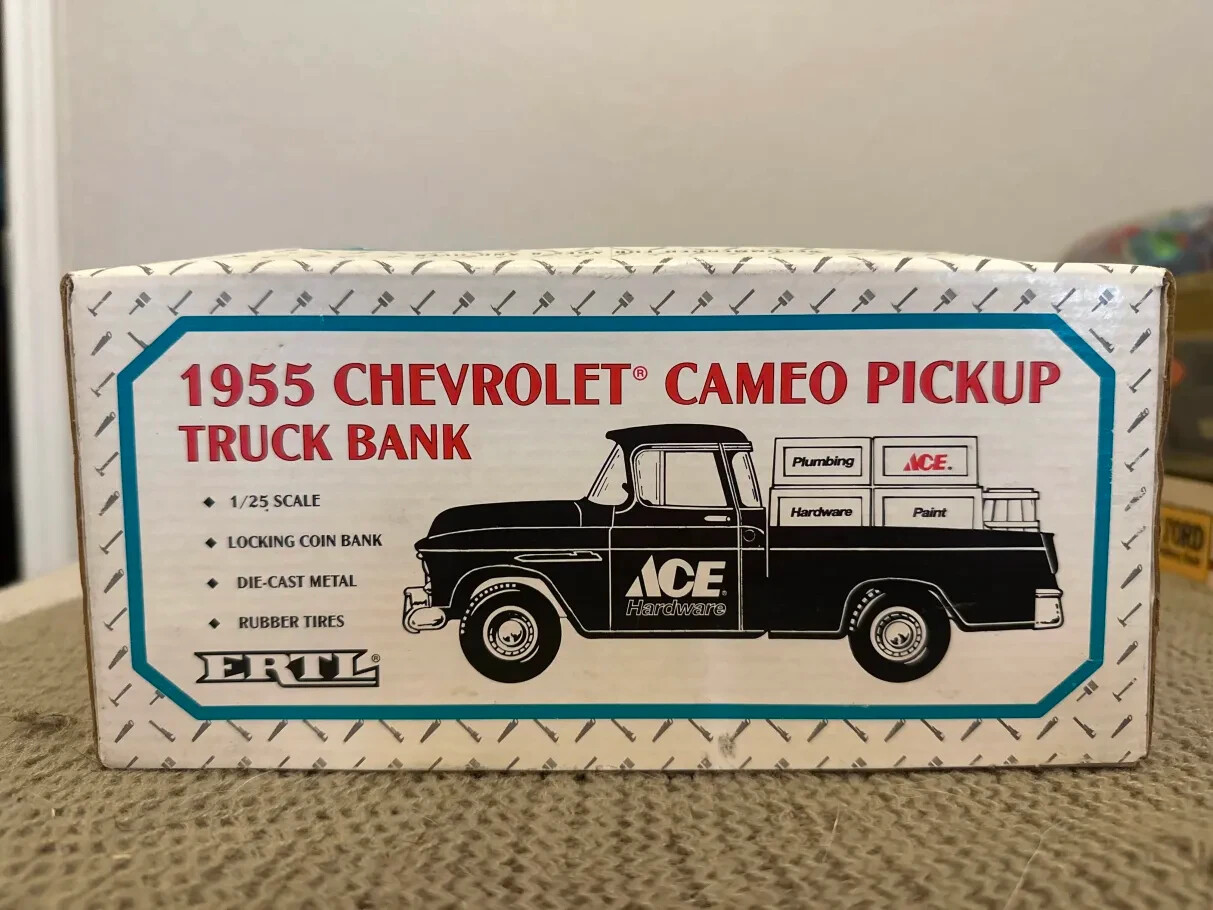 1955 CHEVROLET® CAMEO PICKUP
TRUCK BANK
Plumbing
ACE®
Hardware
Paint
◆ 1/25 SCALE
◆ LOCKING COIN BANK
◆ DIE-CAST METAL
◆ RUBBER TIRES
ACE®
Hardware
ERTL®
FORD